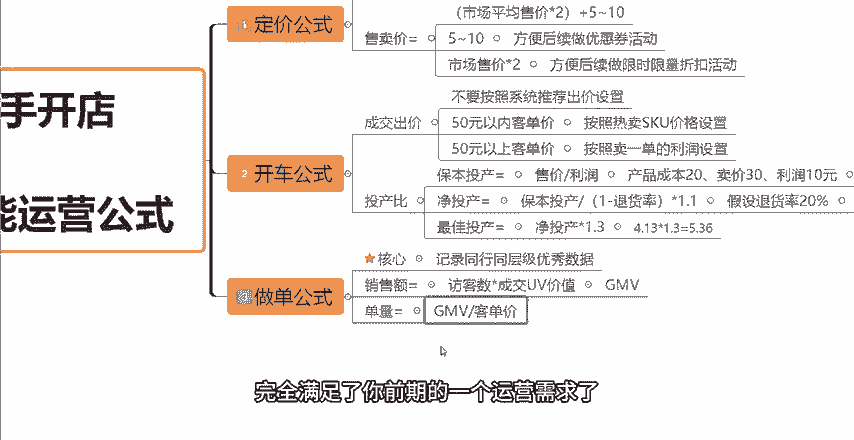 手开店
能运营公式
1 定价公式
售卖价=
(市场平均售价*2)+5~10
5~10 方便后续做优惠券活动
市场售价*2 方便后续做限时限量折扣活动
2 开车公式
成交出价
不要按照系统推荐出价设置
50元以内客单价 按照热卖SKU价格设置
50元以上客单价 按照卖一单的利润设置
投产比
保本投产= 售价/利润 产品成本20、卖价30、利润10元
净投产= 保本投产/(1-退货率)*1.1 假设退货率20%
最佳投产= 净投产*1.3 4.13*1.3=5.36
做单公式
核心 记录同行同层级优秀数据
销售额= 访客数*成交UV价值 GMV
单量= GMV/客单价
完全满足了你前期的一个运营需求了